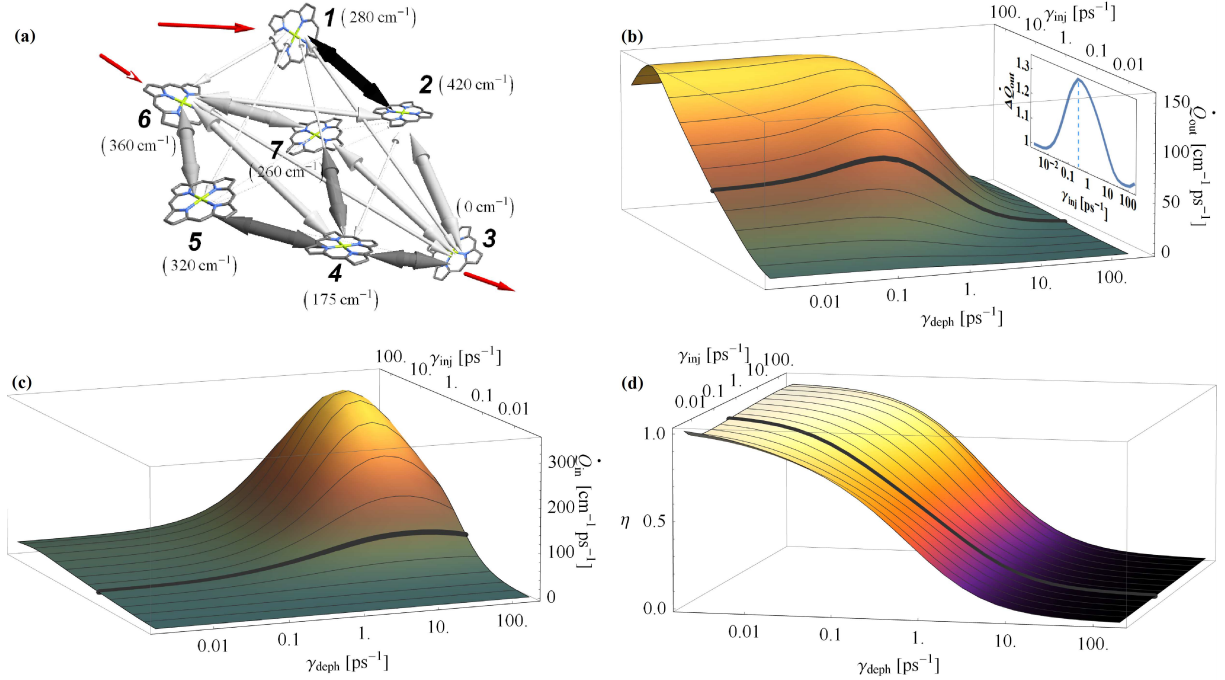 (a)
1 (280 cm⁻¹)
2 (420 cm⁻¹)
6
(360 cm⁻¹)
7
(260 cm⁻¹)
(0 cm⁻¹)
3
5
(320 cm⁻¹)
4
(175 cm⁻¹)
(b)
γinj [ps⁻¹]
100. 10. 1. 0.1 0.01
ΔQ̇out
1.3
1.2
1.1
1
10⁻² 0.1 1 10 100
γinj [ps⁻¹]
150
100
50
0
Q̇out [cm⁻¹ ps⁻¹]
0.01 0.1 1. 10. 100.
γdeph [ps⁻¹]
(c)
100. 10. 1. 0.1 0.01
γinj [ps⁻¹]
300
200
100
0
Q̇in [cm⁻¹ ps⁻¹]
0.01 0.1 1. 10. 100.
γdeph [ps⁻¹]
(d)
γinj [ps⁻¹]
0.01 0.1 1. 10. 100.
1.0
0.5
0.0
η
0.01 0.1 1. 10. 100.
γdeph [ps⁻¹]